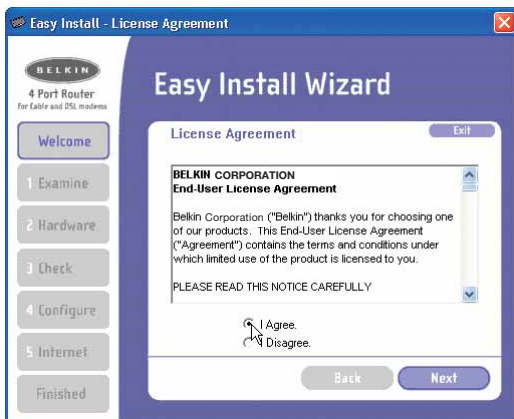 Easy Install - License Agreement
BELKIN
4 Port Router
For Cable and DSL modems
Easy Install Wizard
Welcome
1 Examine
2 Hardware
3 Check
4 Configure
5 Internet
Finished
License Agreement
Exit
BELKIN CORPORATION
End-User License Agreement
Belkin Corporation ("Belkin") thanks you for choosing one
of our products. This End-User License Agreement
("Agreement") contains the terms and conditions under
which limited use of the product is licensed to you.
PLEASE READ THIS NOTICE CAREFULLY
I Agree.
I Disagree.
Back
Next